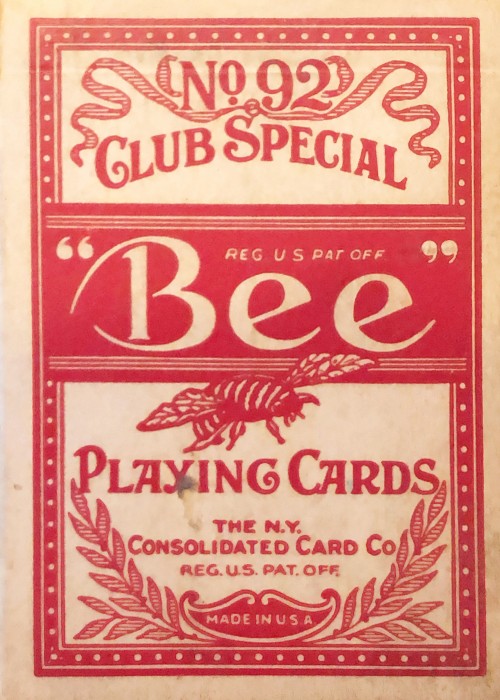 No 92
CLUB SPECIAL
REG U S PAT OFF
“Bee”
PLAYING CARDS
THE N.Y.
CONSOLIDATED CARD CO
REG. U.S. PAT. OFF.
MADE IN U.S.A.